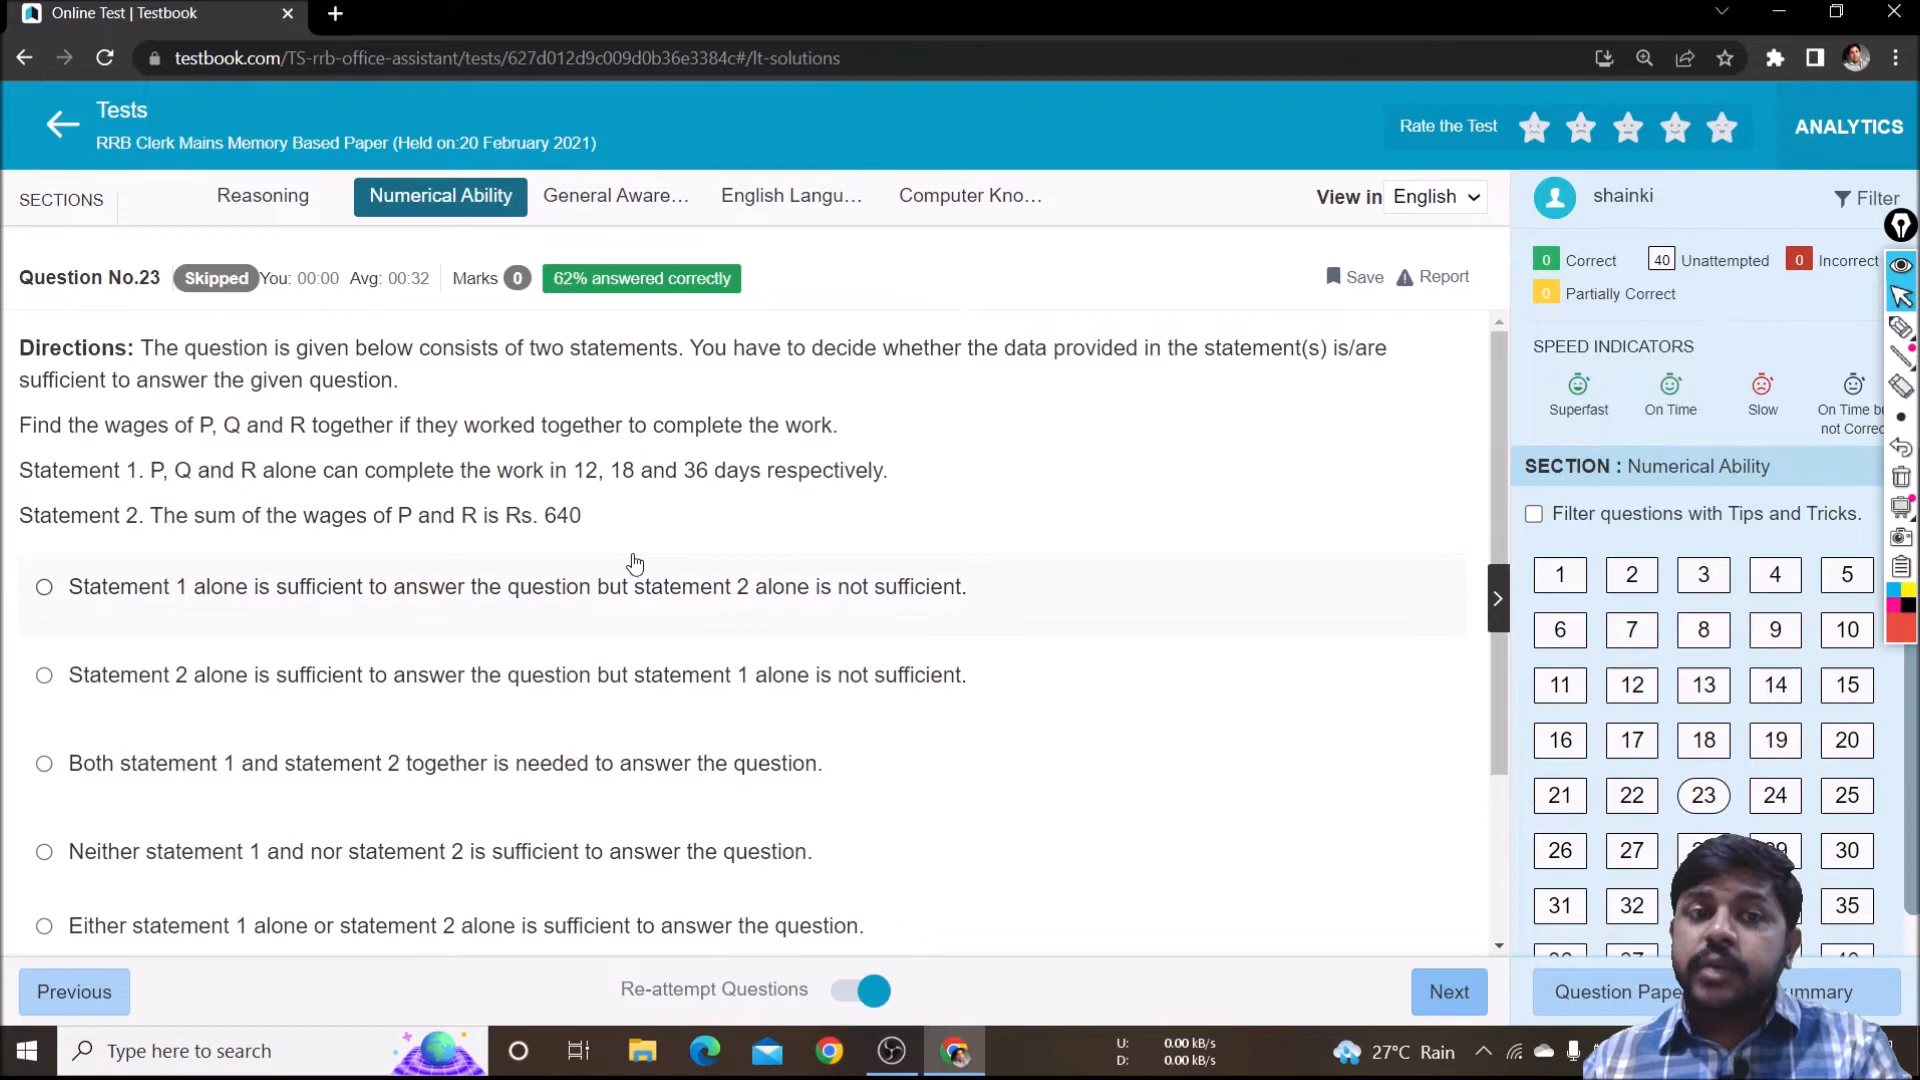 Online Test | Testbook
testbook.com/TS-rrb-office-assistant/tests/627d012d9c009d0b36e3384c#/lt-solutions
Tests
RRB Clerk Mains Memory Based Paper (Held on:20 February 2021)
Rate the Test
ANALYTICS
SECTIONS
Reasoning
Numerical Ability
General Aware...
English Langu...
Computer Kno...
View in English
shainki
Filter
Question No.23 Skipped You: 00:00 Avg: 00:32 Marks 0 62% answered correctly
Save Report
0 Correct 40 Unattempted 0 Incorrect
0 Partially Correct
SPEED INDICATORS
Superfast On Time Slow On Time bu
not Correc
Directions: The question is given below consists of two statements. You have to decide whether the data provided in the statement(s) is/are
sufficient to answer the given question.
Find the wages of P, Q and R together if they worked together to complete the work.
Statement 1. P, Q and R alone can complete the work in 12, 18 and 36 days respectively.
Statement 2. The sum of the wages of P and R is Rs. 640
Statement 1 alone is sufficient to answer the question but statement 2 alone is not sufficient.
Statement 2 alone is sufficient to answer the question but statement 1 alone is not sufficient.
Both statement 1 and statement 2 together is needed to answer the question.
Neither statement 1 and nor statement 2 is sufficient to answer the question.
Either statement 1 alone or statement 2 alone is sufficient to answer the question.
SECTION : Numerical Ability
Filter questions with Tips and Tricks.
1 2 3 4 5
6 7 8 9 10
11 12 13 14 15
16 17 18 19 20
21 22 23 24 25
26 27 29 30
31 32 35
Previous
Re-attempt Questions
Next
Question Pape ummary
Type here to search
U: 0.00 kB/s
D: 0.00 kB/s
27°C Rain